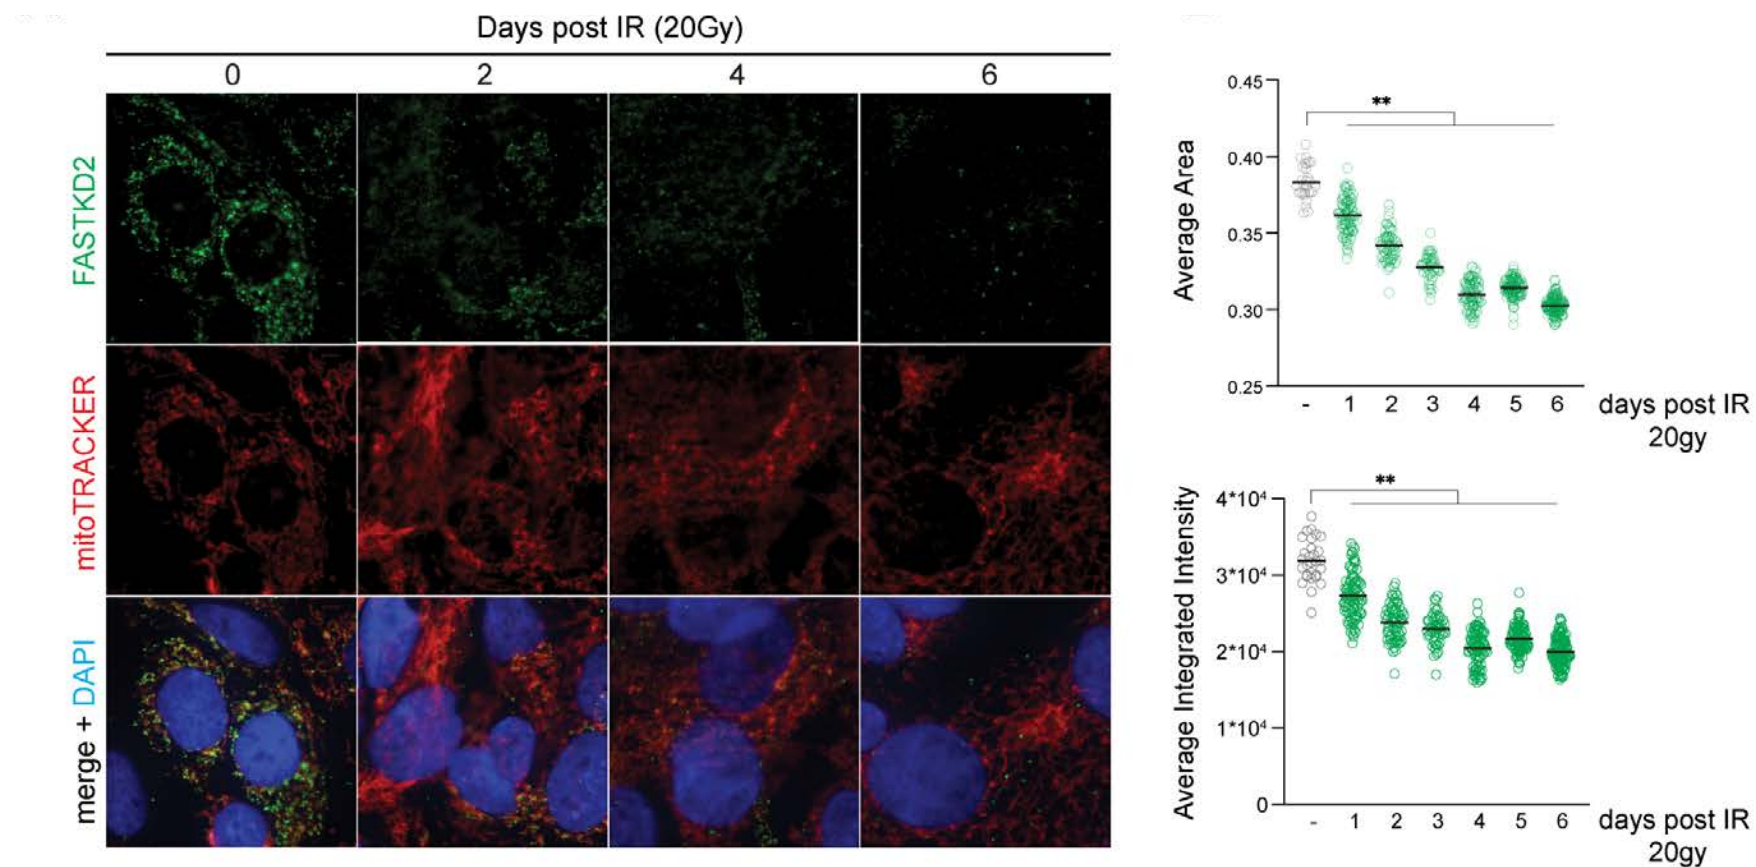 Days post IR (20Gy)
0 2 4 6
FASTKD2
mitoTRACKER
merge + DAPI
Average Area
0.45
**
0.40
0.35
0.30
0.25
- 1 2 3 4 5 6 days post IR
20gy
Average Integrated Intensity
**
4*10⁴
3*10⁴
2*10⁴
1*10⁴
0
- 1 2 3 4 5 6 days post IR
20gy